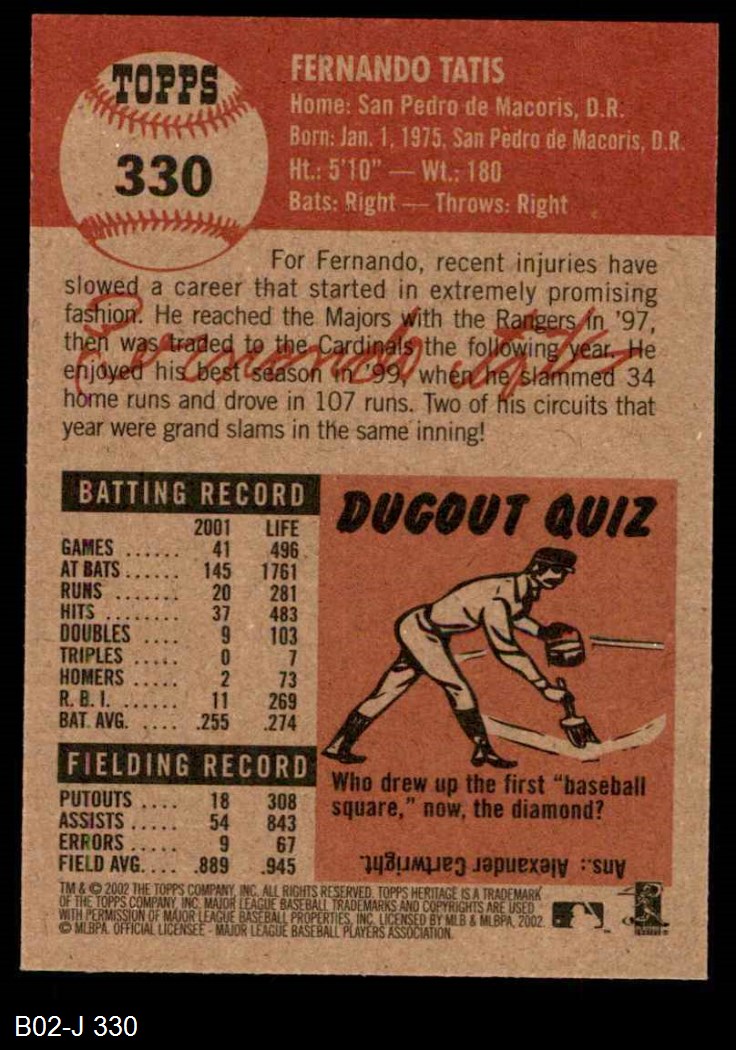 TOPPS
330
FERNANDO TATIS
Home: San Pedro de Macoris, D.R.
Born: Jan. 1, 1975, San Pedro de Macoris, D.R.
Ht.: 5'10" — Wt.: 180
Bats: Right — Throws: Right
For Fernando, recent injuries have
slowed a career that started in extremely promising
fashion. He reached the Majors with the Rangers in '97,
then was traded to the Cardinals the following year. He
enjoyed his best season in '99, when he slammed 34
home runs and drove in 107 runs. Two of his circuits that
year were grand slams in the same inning!
Fernando Tatis
BATTING RECORD
2001 LIFE
GAMES ...... 41 496
AT BATS ...... 145 1761
RUNS ....... 20 281
HITS ........ 37 483
DOUBLES .... 9 103
TRIPLES ..... 0 7
HOMERS ..... 2 73
R. B. I. ...... 11 269
BAT. AVG. .... .255 .274
FIELDING RECORD
PUTOUTS .... 18 308
ASSISTS ..... 54 843
ERRORS ..... 9 67
FIELD AVG. ... .889 .945
DUGOUT QUIZ
Who drew up the first "baseball
square," now, the diamond?
Ans.: Alexander Cartwright.
TM & © 2002 THE TOPPS COMPANY, INC. ALL RIGHTS RESERVED. TOPPS HERITAGE IS A TRADEMARK
OF THE TOPPS COMPANY, INC. MAJOR LEAGUE BASEBALL TRADEMARKS AND COPYRIGHTS ARE USED
WITH PERMISSION OF MAJOR LEAGUE BASEBALL PROPERTIES, INC. LICENSED BY MLB & MLBPA, 2002.
© MLBPA. OFFICIAL LICENSEE - MAJOR LEAGUE BASEBALL PLAYERS ASSOCIATION.
B02-J 330